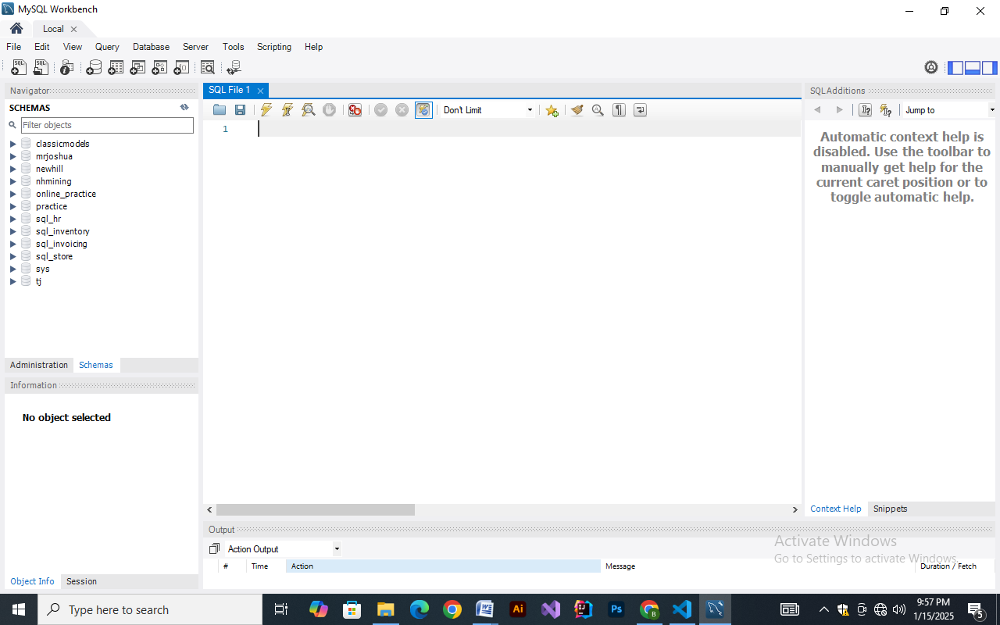 MySQL Workbench
Local
File Edit View Query Database Server Tools Scripting Help
Navigator
SCHEMAS
Filter objects
classicmodels
mrjoshua
newhill
nhmining
online_practice
practice
sql_hr
sql_inventory
sql_invoicing
sql_store
sys
tj
Administration Schemas
Information
No object selected
Object Info Session
SQL File 1
Don't Limit
1
SQLAdditions
Jump to
Automatic context help is
disabled. Use the toolbar to
manually get help for the
current caret position or to
toggle automatic help.
Context Help Snippets
Output
Action Output
# Time Action Message Duration / Fetch
Activate Windows
Go to Settings to activate Windows.
Type here to search
9:57 PM
1/15/2025
5